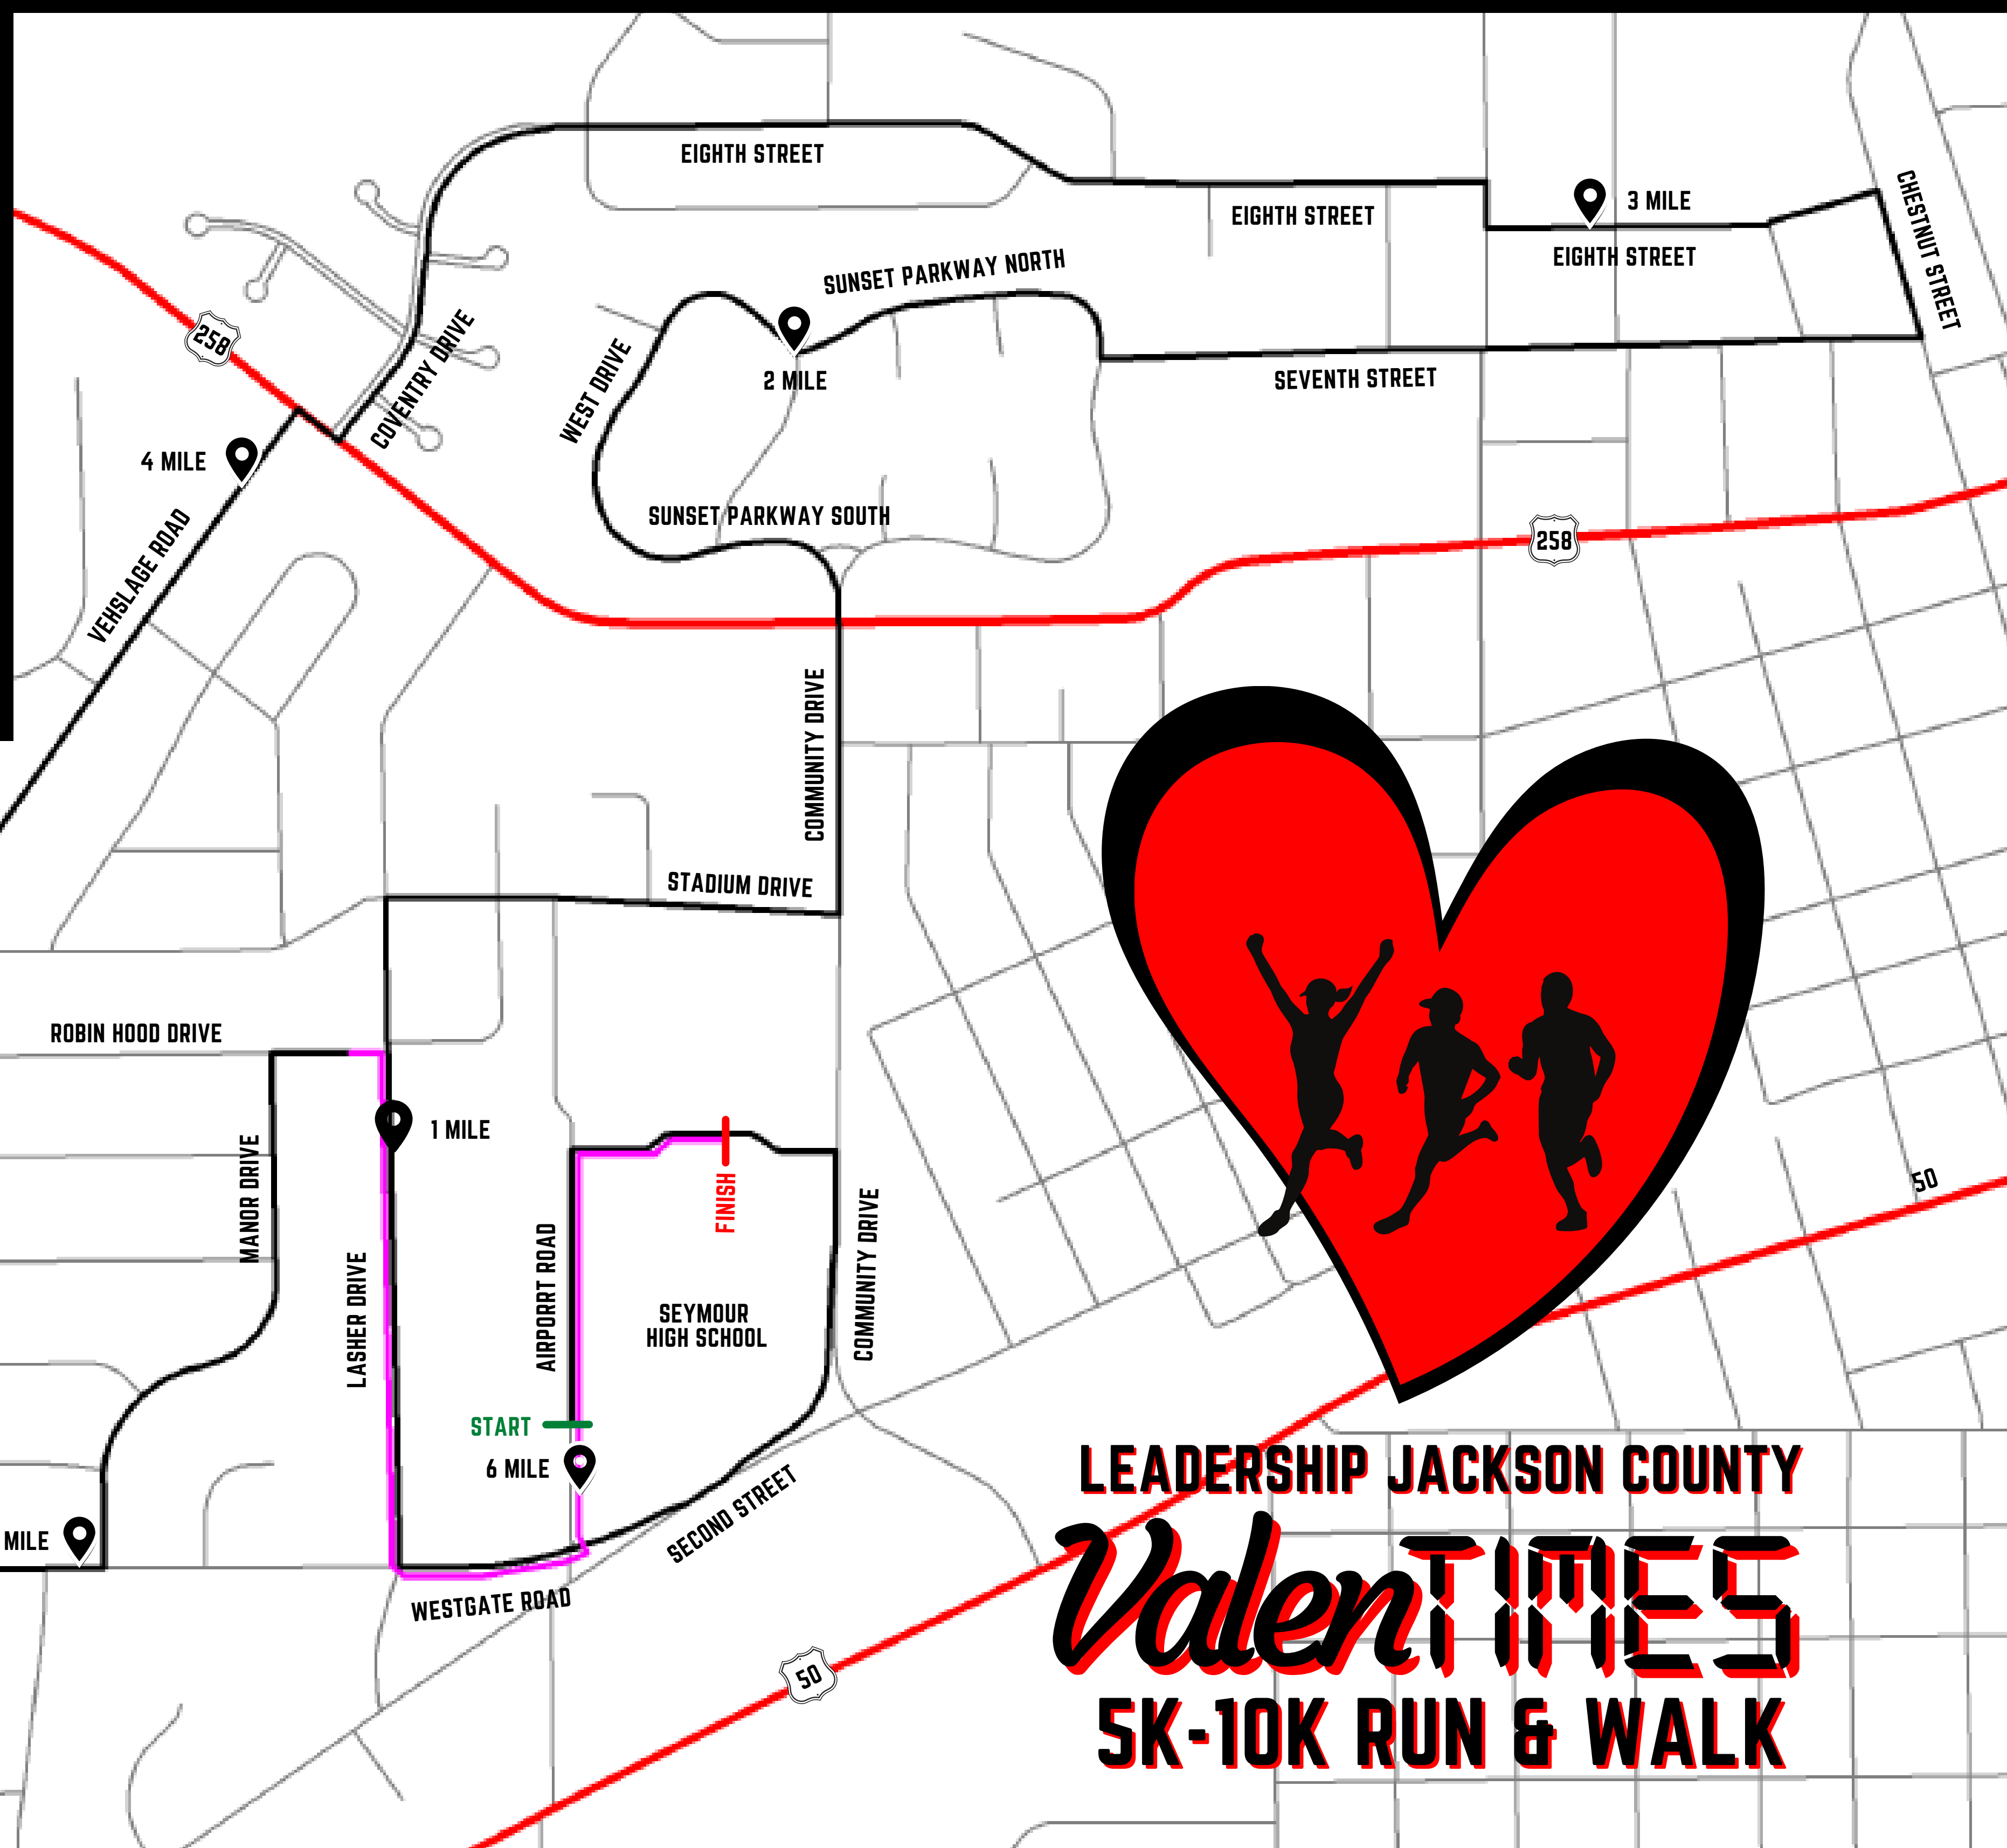 EIGHTH STREET
EIGHTH STREET
3 MILE
EIGHTH STREET
CHESTNUT STREET
SUNSET PARKWAY NORTH
258
COVENTRY DRIVE
WEST DRIVE
2 MILE
SEVENTH STREET
4 MILE
SUNSET PARKWAY SOUTH
258
VEHSLAGE ROAD
COMMUNITY DRIVE
STADIUM DRIVE
ROBIN HOOD DRIVE
1 MILE
MANOR DRIVE
FINISH
50
LASHER DRIVE
AIRPORRT ROAD
COMMUNITY DRIVE
SEYMOUR
HIGH SCHOOL
START
6 MILE
MILE
SECOND STREET
WESTGATE ROAD
50
LEADERSHIP JACKSON COUNTY
ValenTIMES
5K-10K RUN & WALK